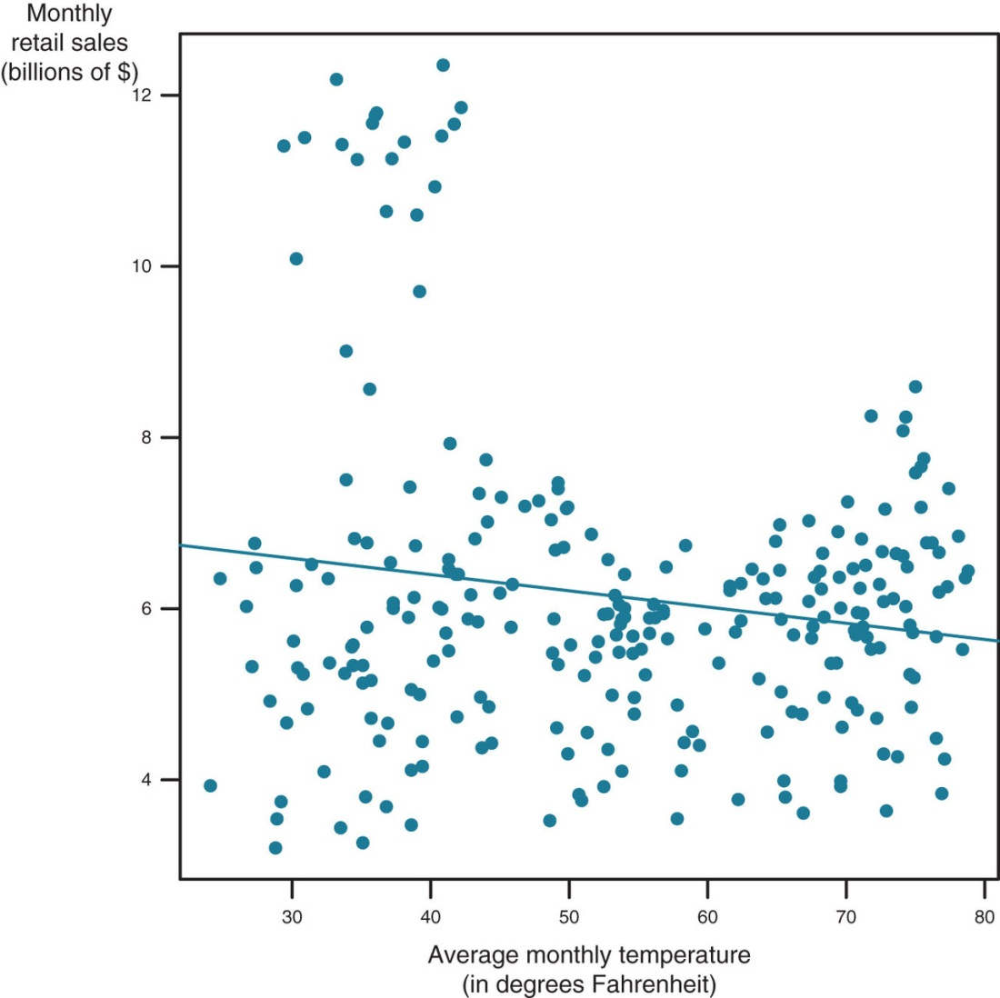 Monthly
retail sales
(billions of $)
12
10
8
6
4
30 40 50 60 70 80
Average monthly temperature
(in degrees Fahrenheit)